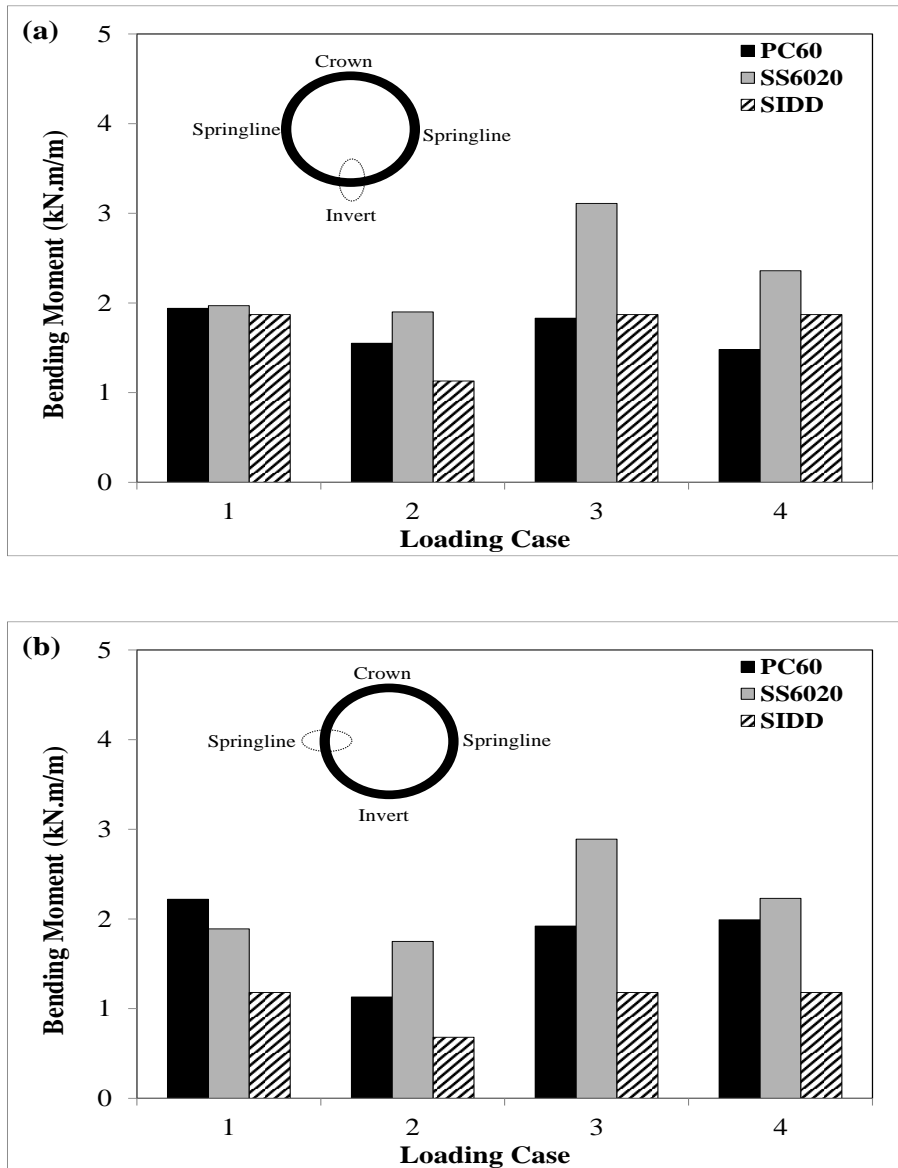 (a)
5
4
3
2
1
0
Bending Moment (kN.m/m)
Crown
Springline
Springline
Invert
PC60
SS6020
SIDD
1 2 3 4
Loading Case
(b)
5
4
3
2
1
0
Bending Moment (kN.m/m)
Crown
Springline
Springline
Invert
PC60
SS6020
SIDD
1 2 3 4
Loading Case